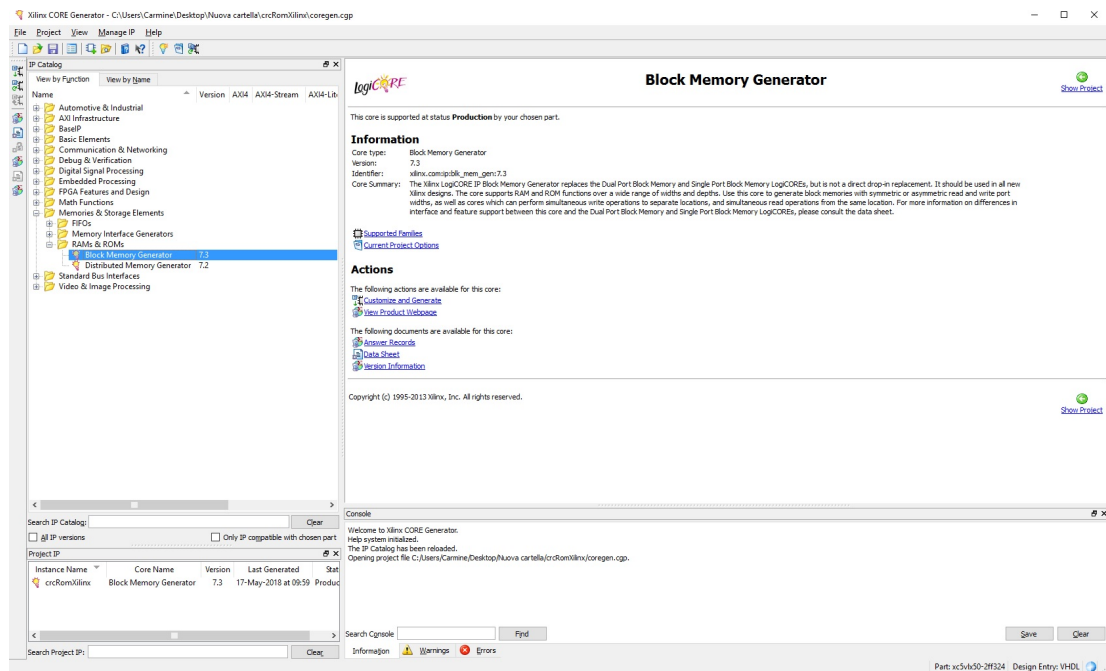 Xilinx CORE Generator - C:\Users\Carmine\Desktop\Nuova cartella\crcRomXilinx\coregen.cgp
File Project View Manage IP Help
IP Catalog
View by Function View by Name
Name Version AXI4 AXI4-Stream AXI4-Lit
Automotive & Industrial
AXI Infrastructure
BaseIP
Basic Elements
Communication & Networking
Debug & Verification
Digital Signal Processing
Embedded Processing
FPGA Features and Design
Math Functions
Memories & Storage Elements
FIFOs
Memory Interface Generators
RAMs & ROMs
Block Memory Generator 7.3
Distributed Memory Generator 7.2
Standard Bus Interfaces
Video & Image Processing
Search IP Catalog: Clear
All IP versions Only IP compatible with chosen part
Project IP
Instance Name Core Name Version Last Generated Stat
crcRomXilinx Block Memory Generator 7.3 17-May-2018 at 09:59 Produc
Search Project IP: Clear
logiCORE Block Memory Generator Show Project
This core is supported at status Production by your chosen part.
Information
Core type: Block Memory Generator
Version: 7.3
Identifier: xilinx.com:ip:blk_mem_gen:7.3
Core Summary: The Xilinx LogiCORE IP Block Memory Generator replaces the Dual Port Block Memory and Single Port Block Memory LogiCOREs, but is not a direct drop-in replacement. It should be used in all new
Xilinx designs. The core supports RAM and ROM functions over a wide range of widths and depths. Use this core to generate block memories with symmetric or asymmetric read and write port
widths, as well as cores which can perform simultaneous write operations to separate locations, and simultaneous read operations from the same location. For more information on differences in
interface and feature support between this core and the Dual Port Block Memory and Single Port Block Memory LogiCOREs, please consult the data sheet.
Supported Families
Current Project Options
Actions
The following actions are available for this core:
Customize and Generate
View Product Webpage
The following documents are available for this core:
Answer Records
Data Sheet
Version Information
Copyright (c) 1995-2013 Xilinx, Inc. All rights reserved.
Show Project
Console
Welcome to Xilinx CORE Generator.
Help system initialized.
The IP Catalog has been reloaded.
Opening project file C:/Users/Carmine/Desktop/Nuova cartella/crcRomXilinx/coregen.cgp.
Search Console Find Save Clear
Information Warnings Errors
Part: xc5vlx50-2ff324 Design Entry: VHDL